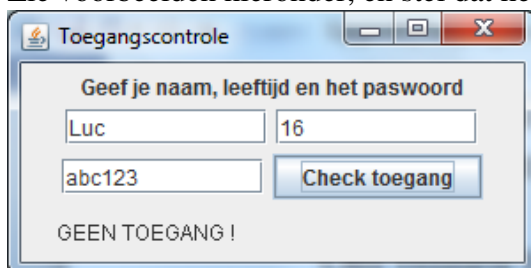 Toegangscontrole
Geef je naam, leeftijd en het paswoord
Luc 16
abc123 Check toegang
GEEN TOEGANG !